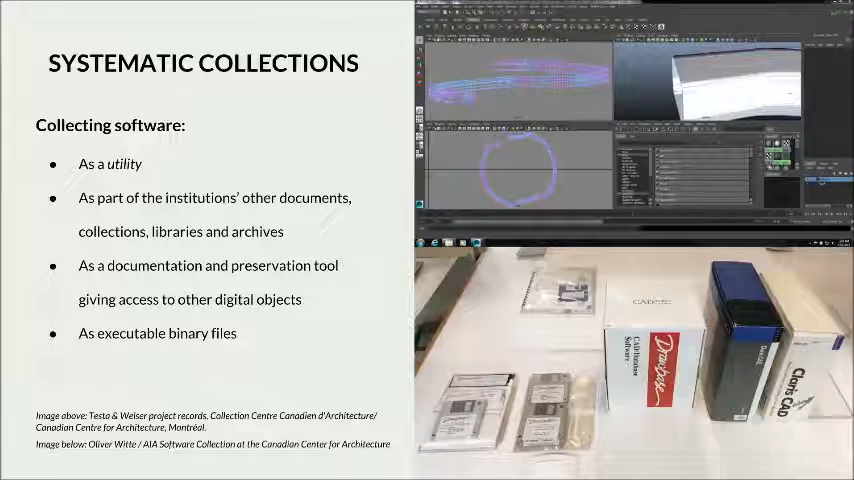 SYSTEMATIC COLLECTIONS
Collecting software:
● As a utility
● As part of the institutions' other documents,
collections, libraries and archives
● As a documentation and preservation tool
giving access to other digital objects
● As executable binary files
Image above: Testa & Weiser project records, Collection Centre Canadien d'Architecture/
Canadian Centre for Architecture, Montréal.
Image below: Oliver Witte / AIA Software Collection at the Canadian Center for Architecture
CAD/Database
Software
Drawbase
Claris CAD